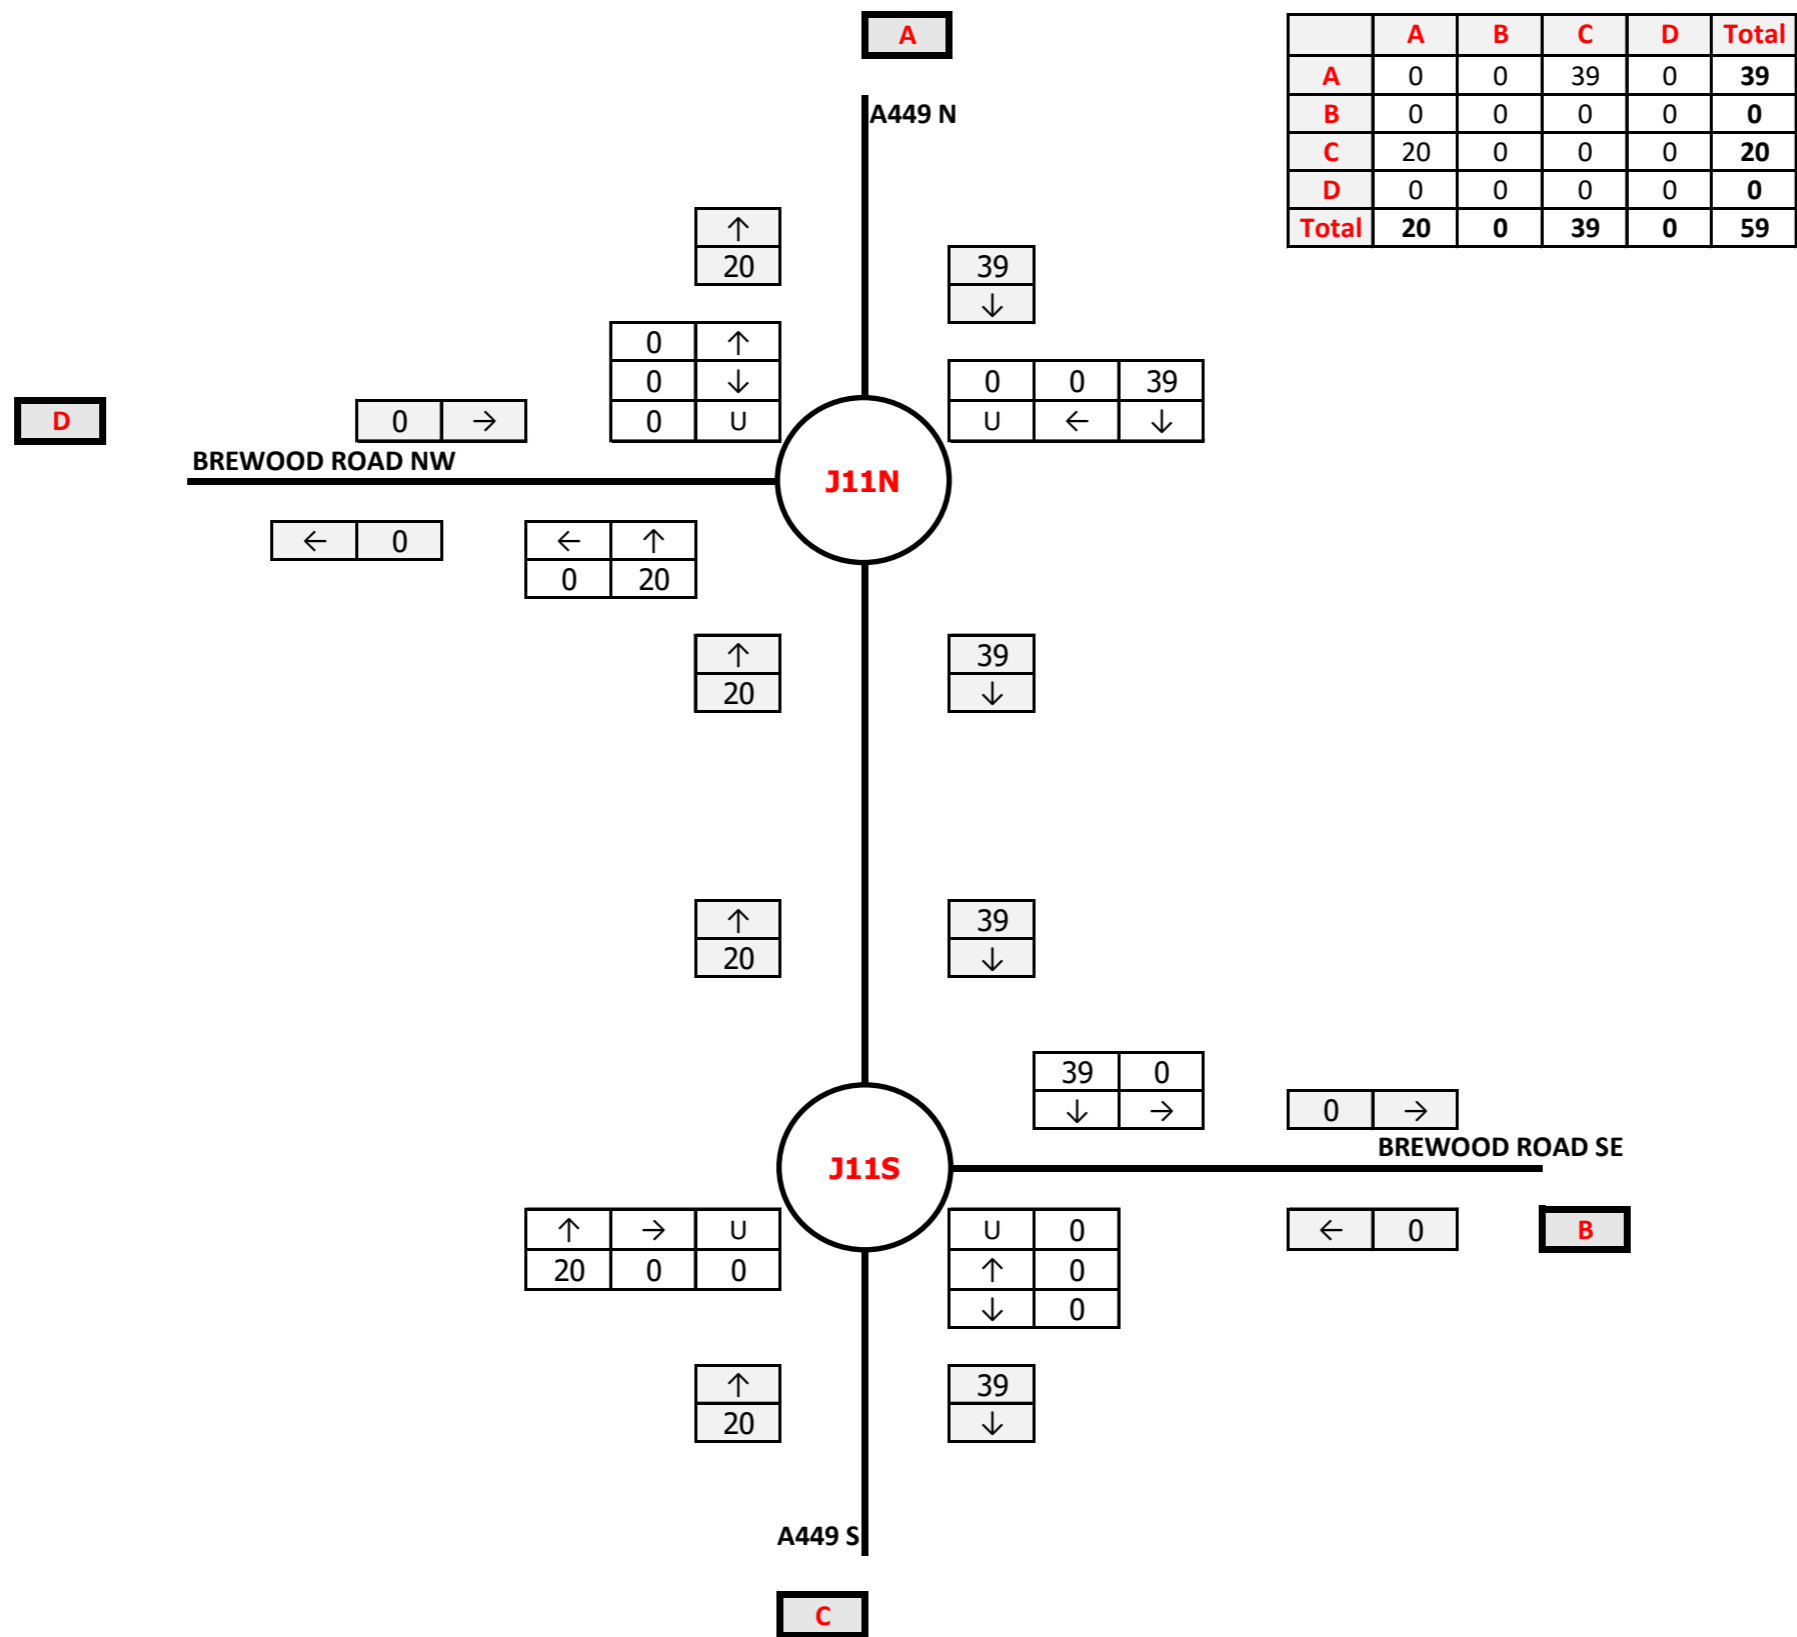 A
A B C D Total
A 0 0 39 0 39
B 0 0 0 0 0
C 20 0 0 0 20
D 0 0 0 0 0
Total 20 0 39 0 59
A449 N
↑
20
39
↓
0 ↑
0 ↓
0 U
0 0 39
U ← ↓
D
0 →
BREWOOD ROAD NW
J11N
← 0
← ↑
0 20
↑
20
39
↓
↑
20
39
↓
39 0
↓ →
0 →
BREWOOD ROAD SE
J11S
↑ → U
20 0 0
U 0
↑ 0
↓ 0
← 0
B
↑
20
39
↓
A449 S
C